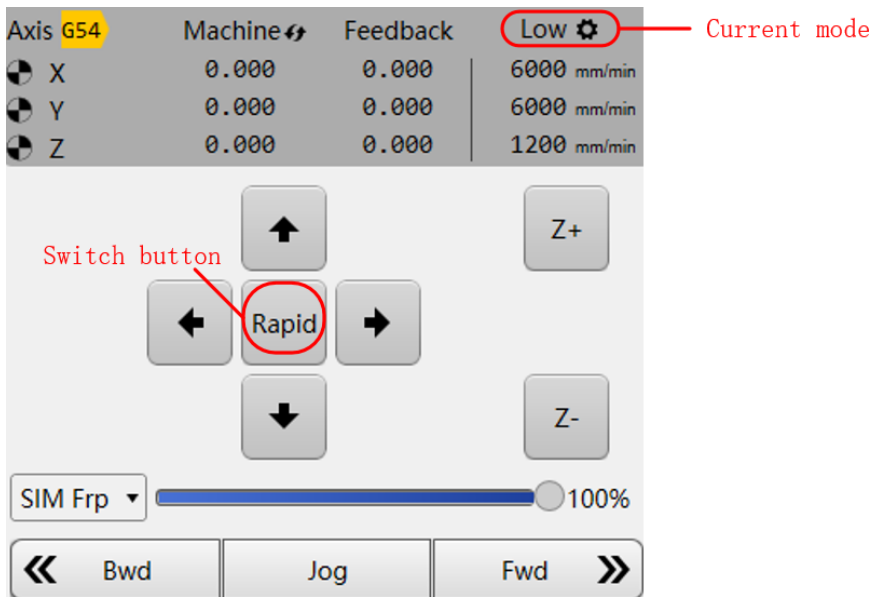 Axis G54 Machine Feedback Low Current mode
X 0.000 0.000 6000 mm/min
Y 0.000 0.000 6000 mm/min
Z 0.000 0.000 1200 mm/min
Z+
Switch button
Rapid
Z-
SIM Frp 100%
Bwd Jog Fwd